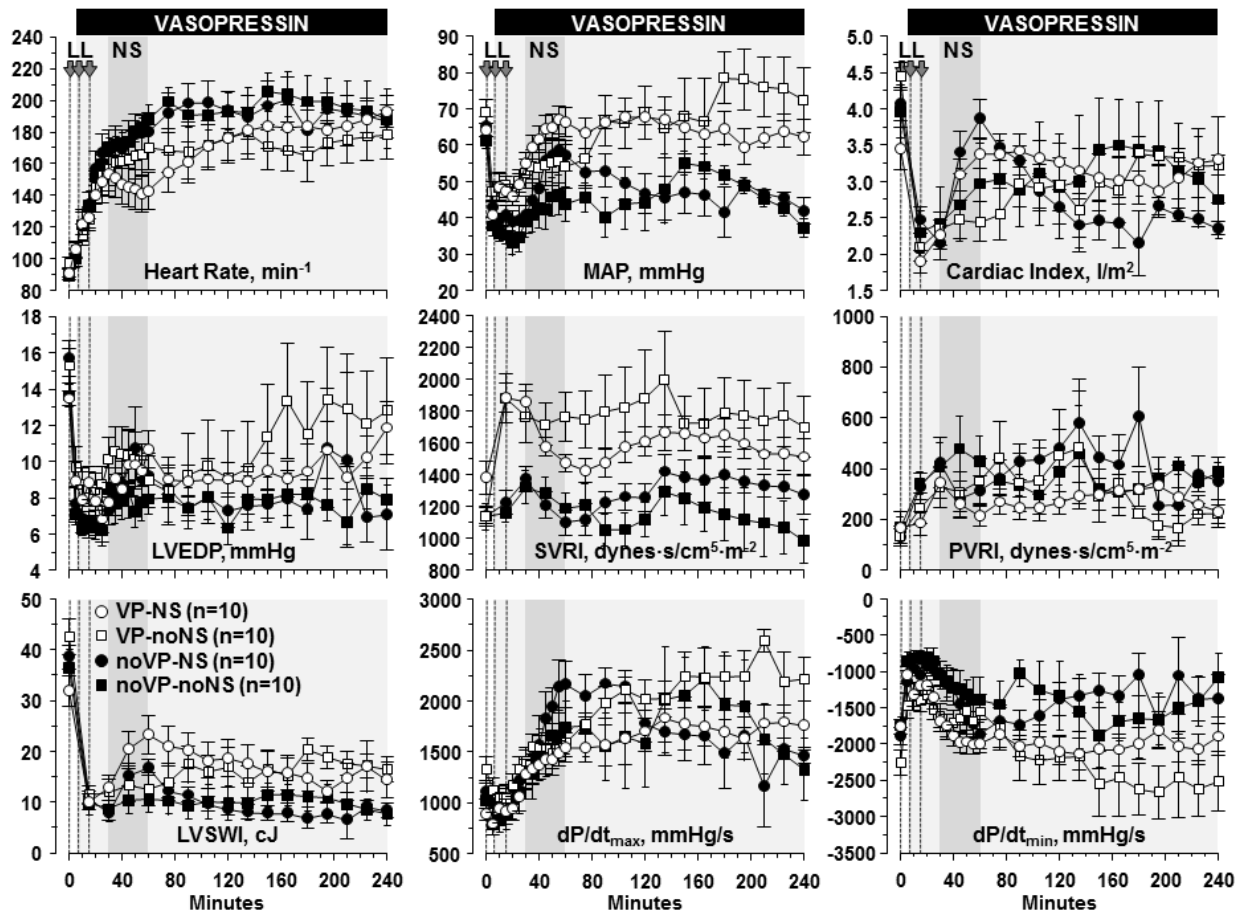 VASOPRESSIN VASOPRESSIN VASOPRESSIN
LL NS
240
220
200
180
160
140
120
100
80
Heart Rate, min-1
LL NS
90
80
70
60
50
40
30
20
MAP, mmHg
LL NS
5.0
4.5
4.0
3.5
3.0
2.5
2.0
1.5
Cardiac Index, l/m2
18
16
14
12
10
8
6
4
LVEDP, mmHg
2400
2200
2000
1800
1600
1400
1200
1000
800
SVRI, dynes·s/cm5·m-2
1000
800
600
400
200
0
PVRI, dynes·s/cm5·m-2
50
40
30
20
10
0
VP-NS (n=10)
VP-noNS (n=10)
noVP-NS (n=10)
noVP-noNS (n=10)
LVSWI, cJ
0 40 80 120 160 200 240
Minutes
3000
2500
2000
1500
1000
500
dP/dtmax, mmHg/s
0 40 80 120 160 200 240
Minutes
0
-500
-1000
-1500
-2000
-2500
-3000
-3500
dP/dtmin, mmHg/s
0 40 80 120 160 200 240
Minutes